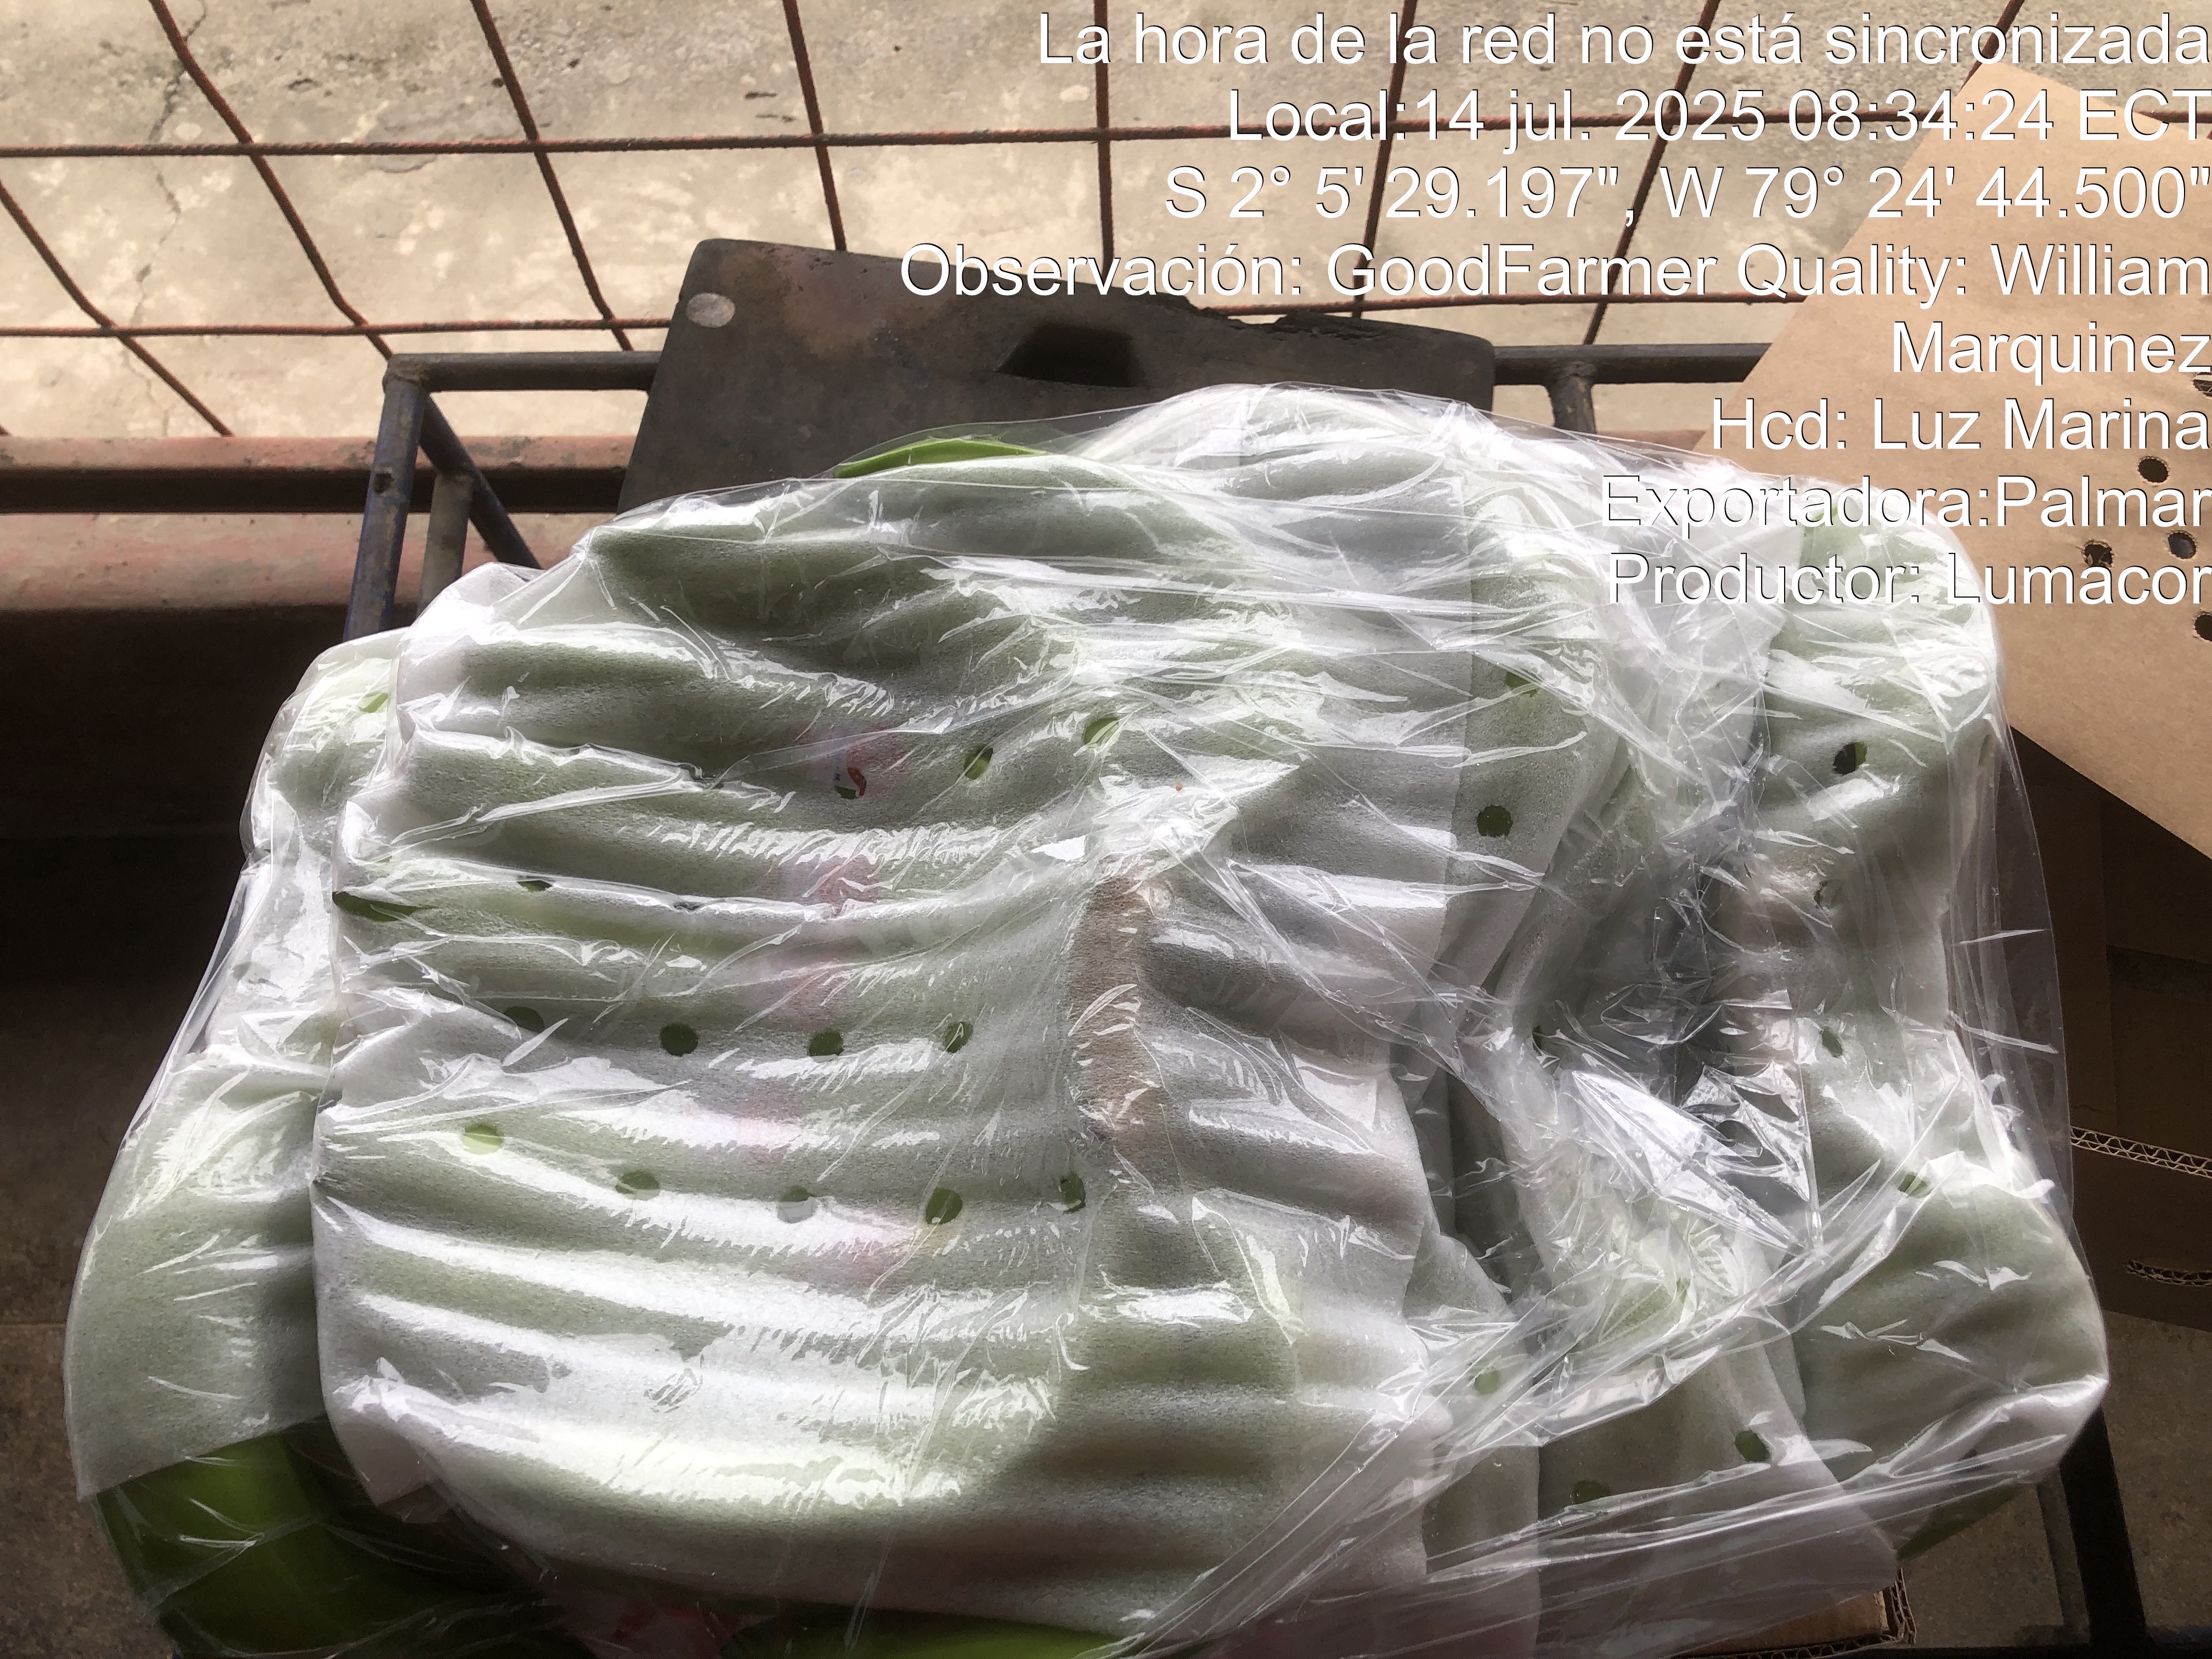 La hora de la red no está sincronizada
Local:14 jul. 2025 08:34:24 ECT
S 2° 5' 29.197", W 79° 24' 44.500"
Observación: GoodFarmer Quality: William
Marquinez
Hcd: Luz Marina
Exportadora:Palmar
Productor: Lumacor